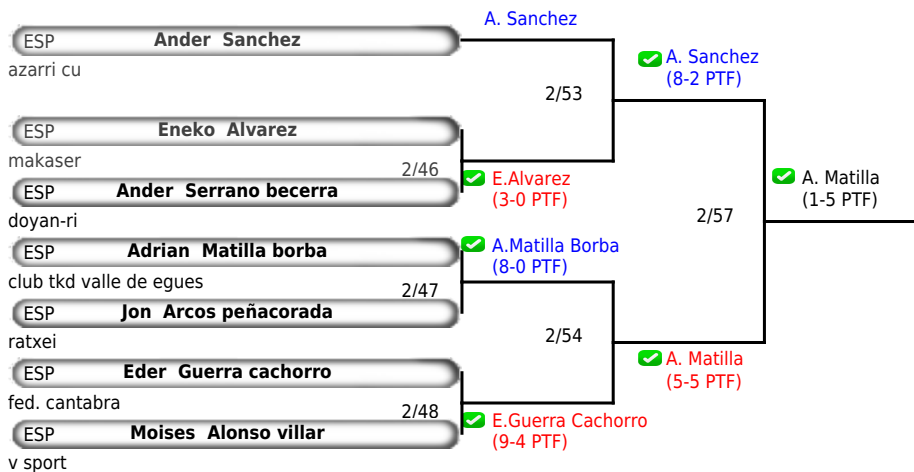 A. Sanchez
ESP Ander Sanchez
azarri cu
A. Sanchez
(8-2 PTF)
2/53
ESP Eneko Alvarez
makaser
2/46
E.Alvarez
(3-0 PTF)
ESP Ander Serrano becerra
doyan-ri
A. Matilla
(1-5 PTF)
2/57
ESP Adrian Matilla borba
club tkd valle de egues
A.Matilla Borba
(8-0 PTF)
2/47
ESP Jon Arcos peñacorada
ratxei
2/54
A. Matilla
(5-5 PTF)
ESP Eder Guerra cachorro
fed. cantabra
2/48
E.Guerra Cachorro
(9-4 PTF)
ESP Moises Alonso villar
v sport